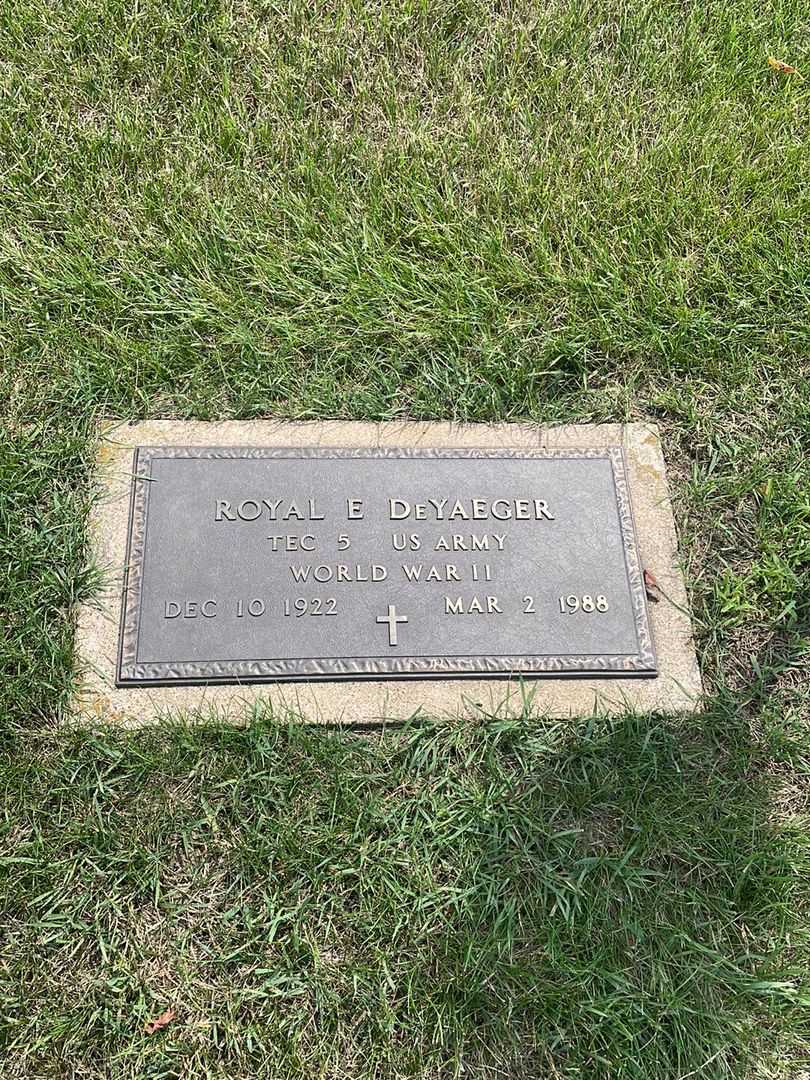 ROYAL E DeYAEGER
TEC 5 US ARMY
WORLD WAR II
DEC 10 1922 MAR 2 1988